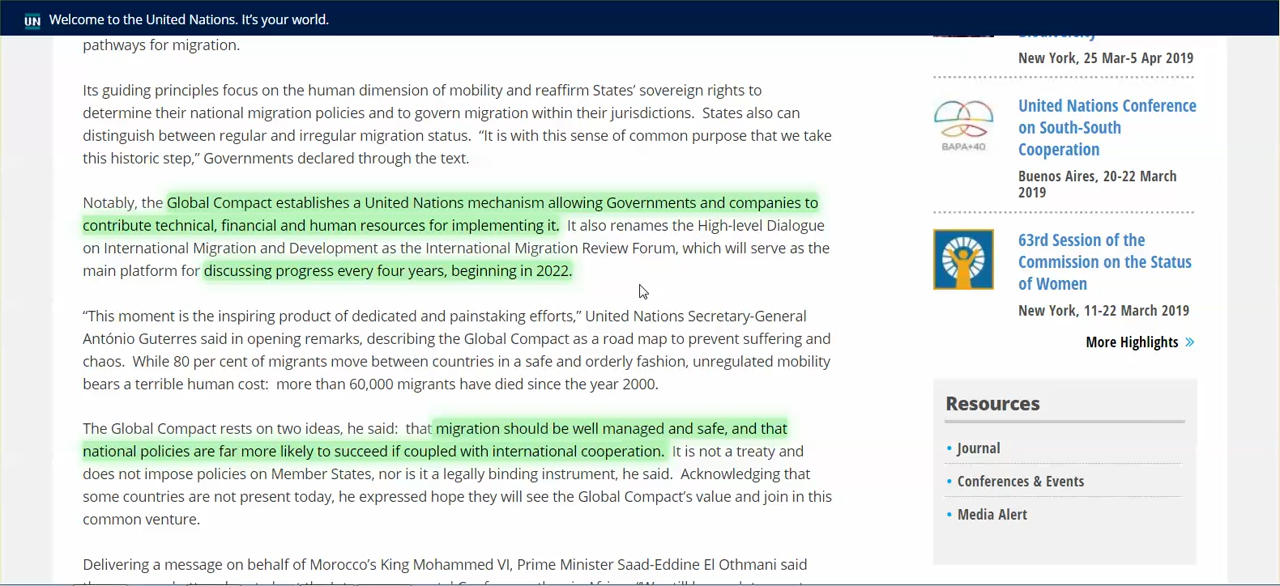 UN Welcome to the United Nations. It's your world.
pathways for migration.
Its guiding principles focus on the human dimension of mobility and reaffirm States' sovereign rights to
determine their national migration policies and to govern migration within their jurisdictions.  States also can
distinguish between regular and irregular migration status.  "It is with this sense of common purpose that we take
this historic step," Governments declared through the text.
Notably, the Global Compact establishes a United Nations mechanism allowing Governments and companies to
contribute technical, financial and human resources for implementing it.  It also renames the High-level Dialogue
on International Migration and Development as the International Migration Review Forum, which will serve as the
main platform for discussing progress every four years, beginning in 2022.
"This moment is the inspiring product of dedicated and painstaking efforts," United Nations Secretary-General
António Guterres said in opening remarks, describing the Global Compact as a road map to prevent suffering and
chaos.  While 80 per cent of migrants move between countries in a safe and orderly fashion, unregulated mobility
bears a terrible human cost:  more than 60,000 migrants have died since the year 2000.
The Global Compact rests on two ideas, he said:  that migration should be well managed and safe, and that
national policies are far more likely to succeed if coupled with international cooperation.  It is not a treaty and
does not impose policies on Member States, nor is it a legally binding instrument, he said.  Acknowledging that
some countries are not present today, he expressed hope they will see the Global Compact's value and join in this
common venture.
Delivering a message on behalf of Morocco's King Mohammed VI, Prime Minister Saad-Eddine El Othmani said
Biodiversity
New York, 25 Mar-5 Apr 2019
BAPA+40
United Nations Conference
on South-South
Cooperation
Buenos Aires, 20-22 March
2019
63rd Session of the
Commission on the Status
of Women
New York, 11-22 March 2019
More Highlights »
Resources
• Journal
• Conferences & Events
• Media Alert